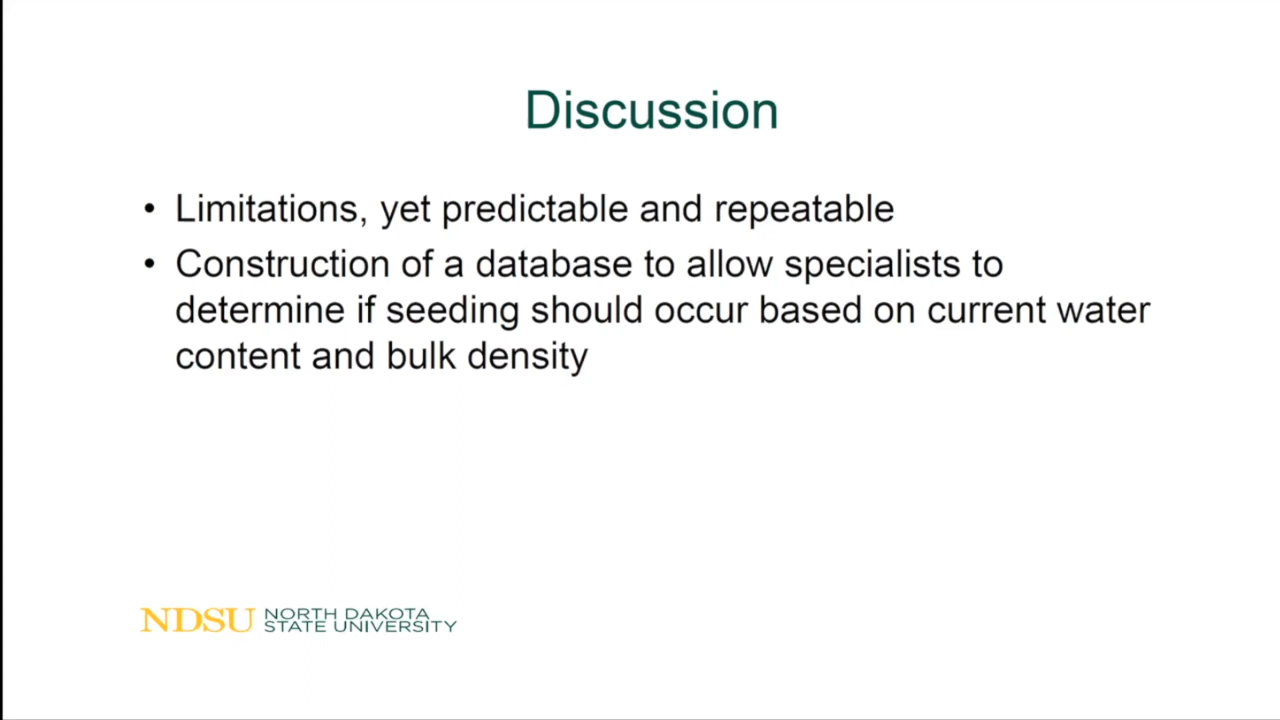 Discussion
• Limitations, yet predictable and repeatable
• Construction of a database to allow specialists to
determine if seeding should occur based on current water
content and bulk density
NDSU NORTH DAKOTA
STATE UNIVERSITY